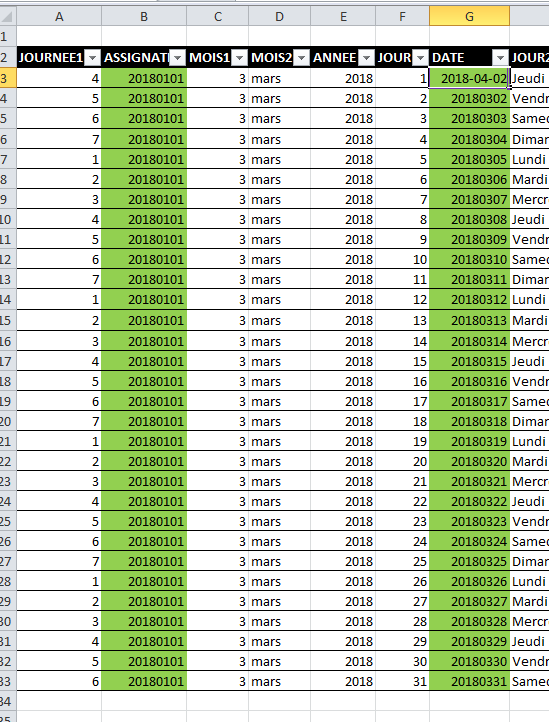 A B C D E F G
1
2 JOURNEE1 ASSIGNAT MOIS1 MOIS2 ANNEE JOUR DATE JOUR2
3 4 20180101 3 mars 2018 1 2018-04-02 Jeudi
4 5 20180101 3 mars 2018 2 20180302 Vendr
5 6 20180101 3 mars 2018 3 20180303 Samed
6 7 20180101 3 mars 2018 4 20180304 Dimar
7 1 20180101 3 mars 2018 5 20180305 Lundi
8 2 20180101 3 mars 2018 6 20180306 Mardi
9 3 20180101 3 mars 2018 7 20180307 Mercr
10 4 20180101 3 mars 2018 8 20180308 Jeudi
11 5 20180101 3 mars 2018 9 20180309 Vendr
12 6 20180101 3 mars 2018 10 20180310 Samed
13 7 20180101 3 mars 2018 11 20180311 Dimar
14 1 20180101 3 mars 2018 12 20180312 Lundi
15 2 20180101 3 mars 2018 13 20180313 Mardi
16 3 20180101 3 mars 2018 14 20180314 Mercr
17 4 20180101 3 mars 2018 15 20180315 Jeudi
18 5 20180101 3 mars 2018 16 20180316 Vendr
19 6 20180101 3 mars 2018 17 20180317 Samed
20 7 20180101 3 mars 2018 18 20180318 Dimar
21 1 20180101 3 mars 2018 19 20180319 Lundi
22 2 20180101 3 mars 2018 20 20180320 Mardi
23 3 20180101 3 mars 2018 21 20180321 Mercr
24 4 20180101 3 mars 2018 22 20180322 Jeudi
25 5 20180101 3 mars 2018 23 20180323 Vendr
26 6 20180101 3 mars 2018 24 20180324 Samed
27 7 20180101 3 mars 2018 25 20180325 Dimar
28 1 20180101 3 mars 2018 26 20180326 Lundi
29 2 20180101 3 mars 2018 27 20180327 Mardi
30 3 20180101 3 mars 2018 28 20180328 Mercr
31 4 20180101 3 mars 2018 29 20180329 Jeudi
32 5 20180101 3 mars 2018 30 20180330 Vendr
33 6 20180101 3 mars 2018 31 20180331 Samed
34
35